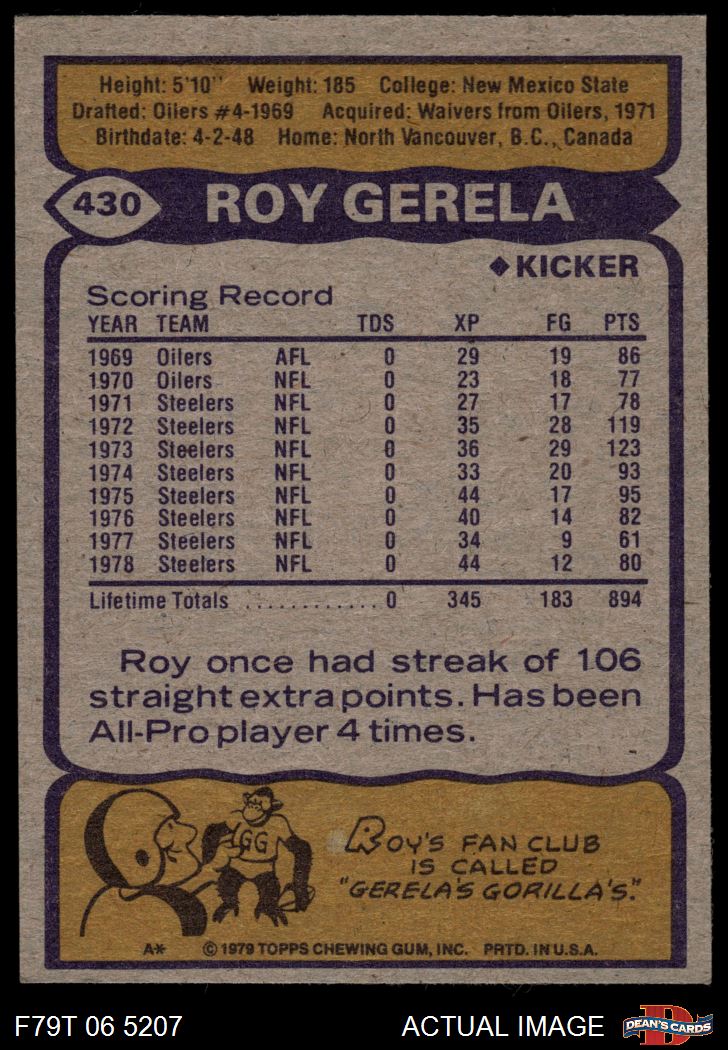 Height: 5'10" Weight: 185 College: New Mexico State
Drafted: Oilers #4-1969 Acquired: Waivers from Oilers, 1971
Birthdate: 4-2-48 Home: North Vancouver, B.C., Canada
430 ROY GERELA
◆KICKER
Scoring Record
YEAR TEAM TDS XP FG PTS
1969 Oilers AFL 0 29 19 86
1970 Oilers NFL 0 23 18 77
1971 Steelers NFL 0 27 17 78
1972 Steelers NFL 0 35 28 119
1973 Steelers NFL 0 36 29 123
1974 Steelers NFL 0 33 20 93
1975 Steelers NFL 0 44 17 95
1976 Steelers NFL 0 40 14 82
1977 Steelers NFL 0 34 9 61
1978 Steelers NFL 0 44 12 80
Lifetime Totals ............ 0 345 183 894
Roy once had streak of 106
straight extra points. Has been
All-Pro player 4 times.
GG
ROY'S FAN CLUB
IS CALLED
"GERELA'S GORILLA'S."
A* © 1979 TOPPS CHEWING GUM, INC. PRTD. IN U.S.A.
F79T 06 5207 ACTUAL IMAGE D DEAN'S CARDS